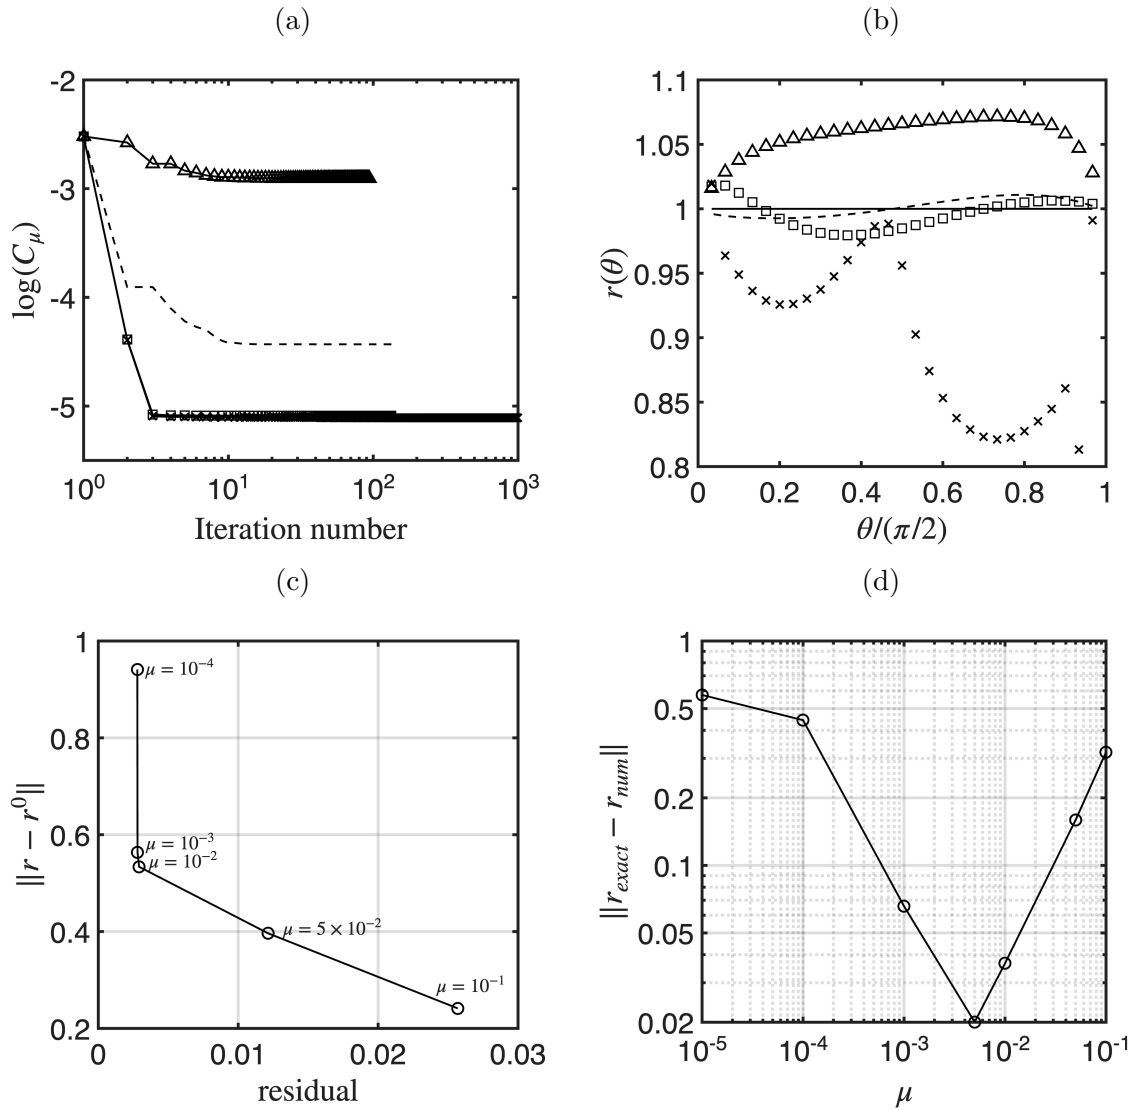 (a)
(b)
-2
-3
-4
-5
log(C_μ)
10^0 10^1 10^2 10^3
Iteration number
1.1
1.05
1
0.95
0.9
0.85
0.8
r(θ)
0 0.2 0.4 0.6 0.8 1
θ/(π/2)
(c)
(d)
1
0.8
0.6
0.4
0.2
‖r − r^0‖
μ = 10^-4
μ = 10^-3
μ = 10^-2
μ = 5 × 10^-2
μ = 10^-1
0 0.01 0.02 0.03
residual
1
0.5
0.2
0.1
0.05
0.02
‖r_exact − r_num‖
10^-5 10^-4 10^-3 10^-2 10^-1
μ